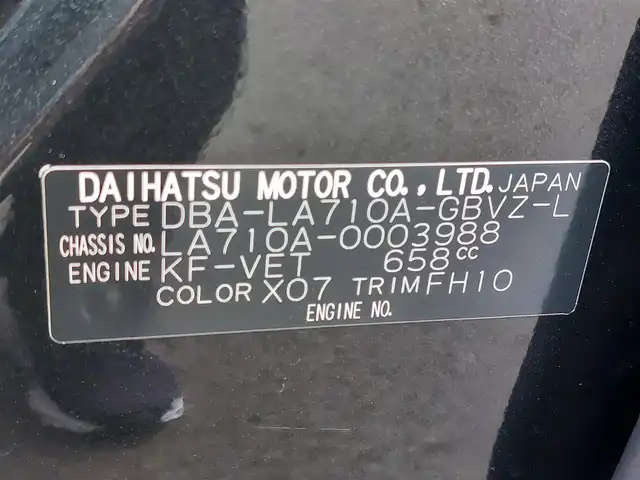 DAIHATSU MOTOR CO., LTD. JAPAN
TYPE DBA-LA710A-GBVZ-L
CHASSIS NO. LA710A-0003988
ENGINE KF-VET 658cc
COLOR X07 TRIM FH10
ENGINE NO.